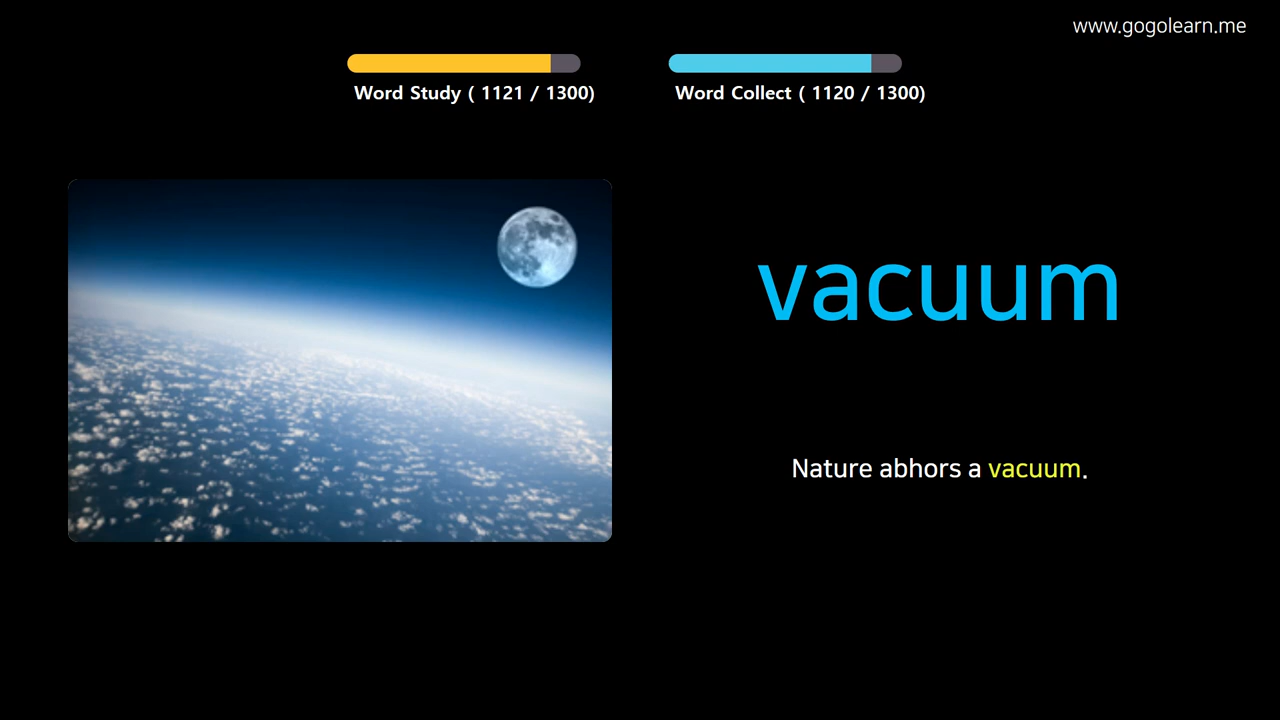 www.gogolearn.me
Word Study ( 1121 / 1300)
Word Collect ( 1120 / 1300)
vacuum
Nature abhors a vacuum.